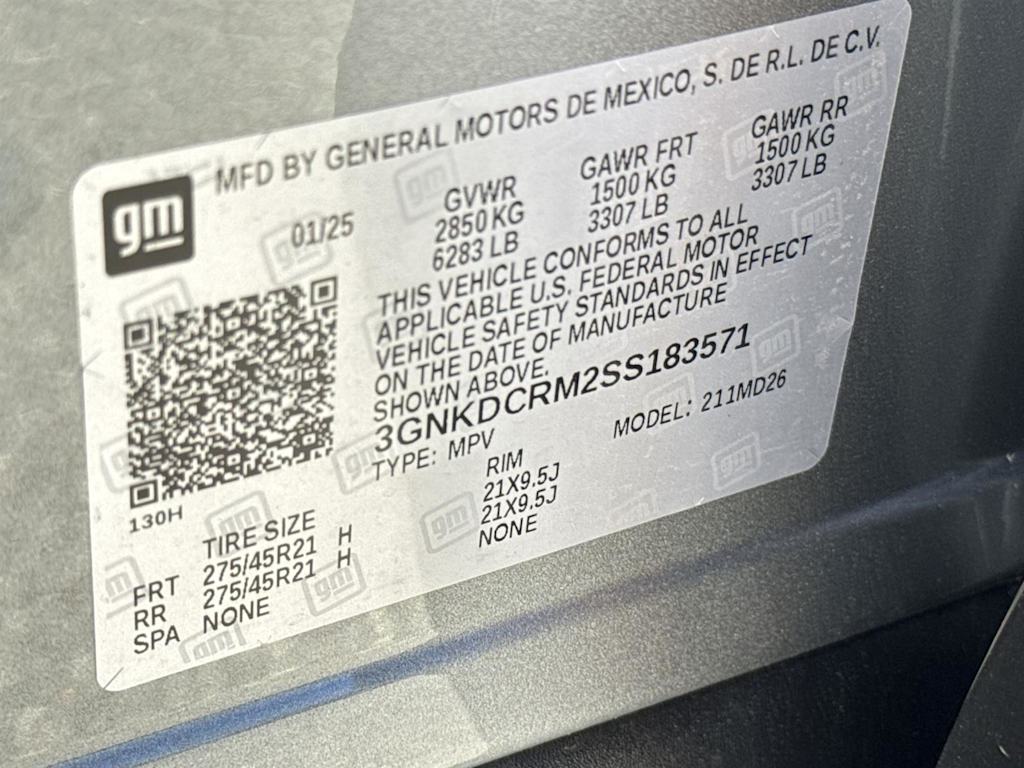 MFD BY GENERAL MOTORS DE MEXICO, S. DE R.L. DE C.V.
gm
01/25
GVWR GAWR FRT GAWR RR
2850 KG 1500 KG 1500 KG
6283 LB 3307 LB 3307 LB
THIS VEHICLE CONFORMS TO ALL
APPLICABLE U.S. FEDERAL MOTOR
VEHICLE SAFETY STANDARDS IN EFFECT
ON THE DATE OF MANUFACTURE
SHOWN ABOVE.
3GNKDCRM2SS183571
TYPE: MPV MODEL: 211MD26
130H
TIRE SIZE RIM
FRT 275/45R21 H 21X9.5J
RR 275/45R21 H 21X9.5J
SPA NONE NONE